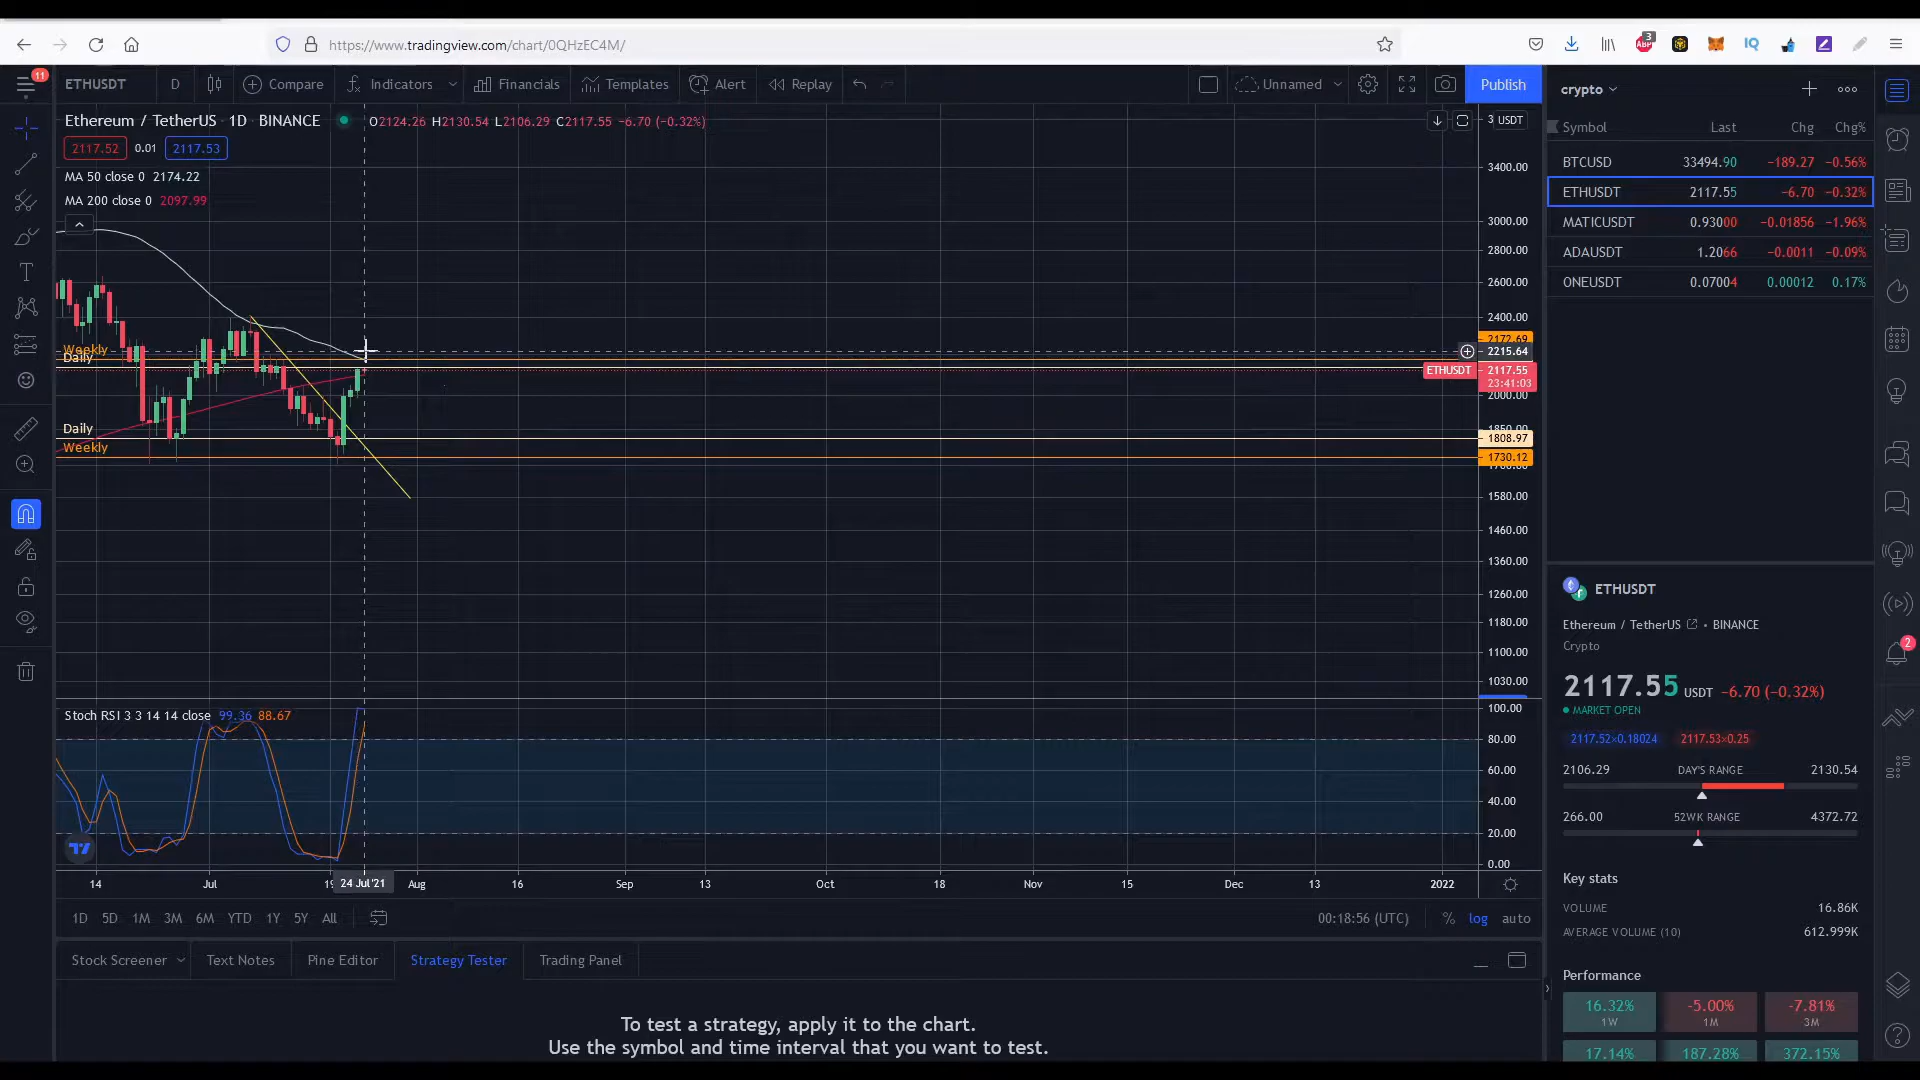 https://www.tradingview.com/chart/0QHzEC4M/
3
11
ETHUSDT D Compare Indicators Financials Templates Alert Replay Unnamed Publish
crypto
Ethereum / TetherUS · 1D · BINANCE O2124.26 H2130.54 L2106.29 C2117.55 −6.70 (−0.32%)
USDT
2117.52 0.01 2117.53
MA 50 close 0 2174.22
MA 200 close 0 2097.99
Symbol Last Chg Chg%
BTCUSD 33494.90 −189.27 −0.56%
ETHUSDT 2117.55 −6.70 −0.32%
MATICUSDT 0.93000 −0.01856 −1.96%
ADAUSDT 1.2066 −0.0011 −0.09%
ONEUSDT 0.07004 0.00012 0.17%
3400.00
3000.00
2800.00
2600.00
2400.00
2172.69
2215.64
ETHUSDT 2117.55
23:41:03
2000.00
1808.97
1730.12
1580.00
1460.00
1360.00
1260.00
1180.00
1100.00
1030.00
Weekly
Daily
Daily
Weekly
Stoch RSI 3 3 14 14 close 99.36 88.67
100.00
80.00
60.00
40.00
20.00
0.00
14 Jul 19 24 Jul '21 Aug 16 Sep 13 Oct 18 Nov 15 Dec 13 2022
1D 5D 1M 3M 6M YTD 1Y 5Y All
00:18:56 (UTC) % log auto
Stock Screener Text Notes Pine Editor Strategy Tester Trading Panel
To test a strategy, apply it to the chart.
Use the symbol and time interval that you want to test.
ETHUSDT
Ethereum / TetherUS · BINANCE
Crypto
2117.55 USDT −6.70 (−0.32%)
MARKET OPEN
2117.52×0.18024 2117.53×0.25
2106.29 DAY'S RANGE 2130.54
266.00 52WK RANGE 4372.72
Key stats
VOLUME 16.86K
AVERAGE VOLUME (10) 612.999K
Performance
16.32% -5.00% -7.81%
1W 1M 3M
17.14% 187.28% 372.15%
2